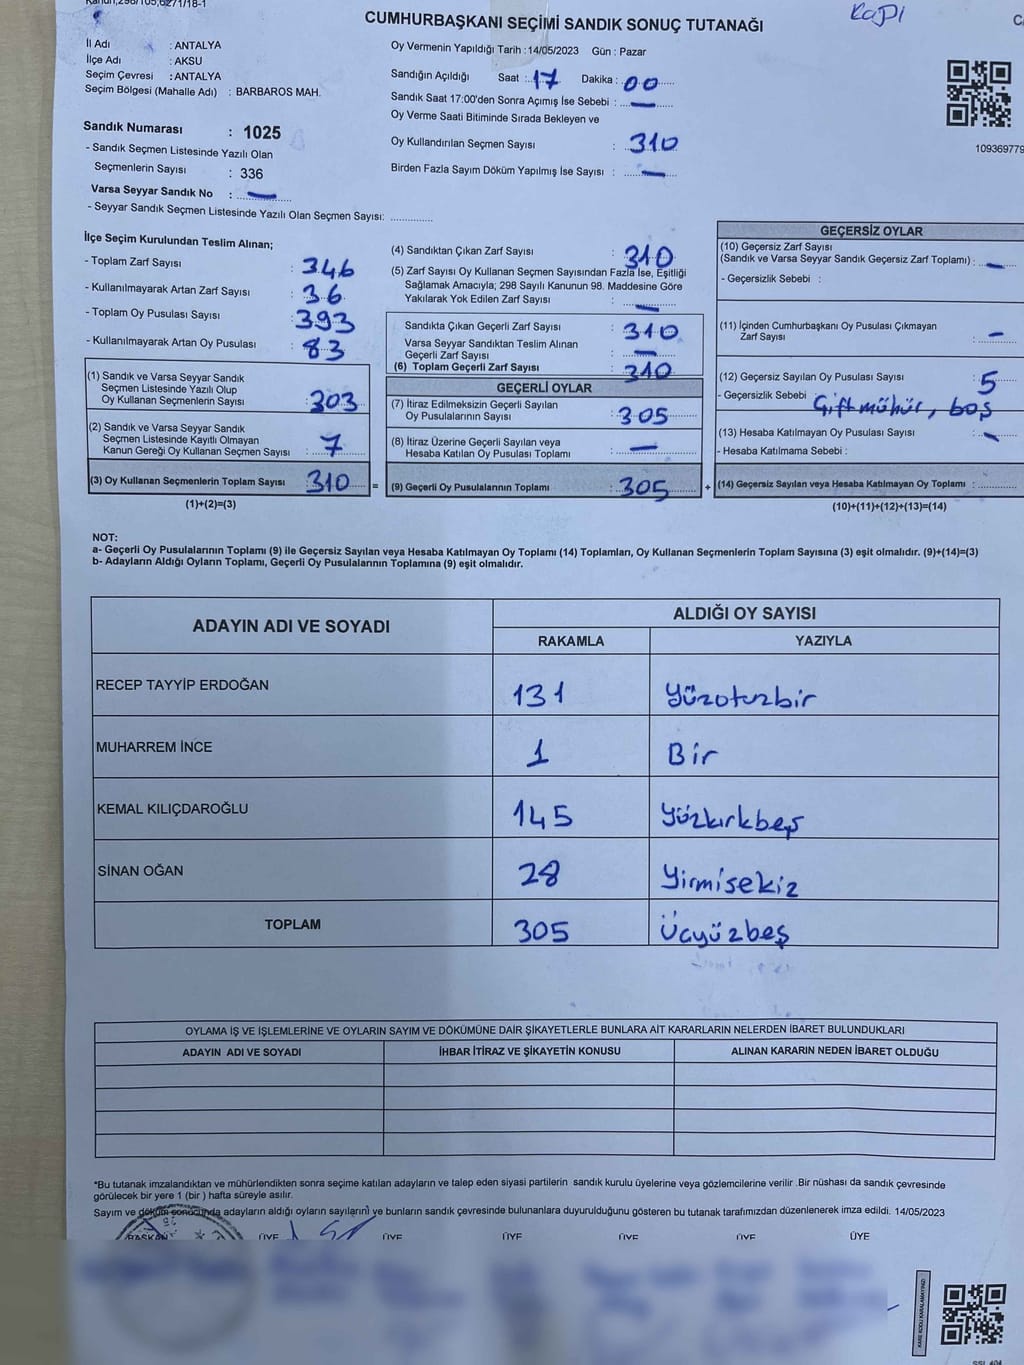 Kanun,298/105,6271/18-1
CUMHURBAŞKANI SEÇİMİ SANDIK SONUÇ TUTANAĞI
KAPI
İl Adı : ANTALYA
İlçe Adı : AKSU
Seçim Çevresi : ANTALYA
Seçim Bölgesi (Mahalle Adı) : BARBAROS MAH.
Sandık Numarası : 1025
- Sandık Seçmen Listesinde Yazılı Olan
Seçmenlerin Sayısı : 336
Varsa Seyyar Sandık No : —
- Seyyar Sandık Seçmen Listesinde Yazılı Olan Seçmen Sayısı: ..............
Oy Vermenin Yapıldığı Tarih : 14/05/2023 Gün : Pazar
Sandığın Açıldığı Saat : 17 Dakika : 00
Sandık Saat 17:00'den Sonra Açımış İse Sebebi : —
Oy Verme Saati Bitiminde Sırada Bekleyen ve
Oy Kullandırılan Seçmen Sayısı : 310
Birden Fazla Sayım Döküm Yapılmış İse Sayısı : —
109369779
İlçe Seçim Kurulundan Teslim Alınan;
- Toplam Zarf Sayısı : 346
- Kullanılmayarak Artan Zarf Sayısı : 36
- Toplam Oy Pusulası Sayısı : 393
- Kullanılmayarak Artan Oy Pusulası : 83
(1) Sandık ve Varsa Seyyar Sandık
Seçmen Listesinde Yazılı Olup
Oy Kullanan Seçmenlerin Sayısı : 303
(2) Sandık ve Varsa Seyyar Sandık
Seçmen Listesinde Kayıtlı Olmayan
Kanun Gereği Oy Kullanan Seçmen Sayısı : 7
(3) Oy Kullanan Seçmenlerin Toplam Sayısı : 310 =
(1)+(2)=(3)
(4) Sandıktan Çıkan Zarf Sayısı : 310
(5) Zarf Sayısı Oy Kullanan Seçmen Sayısından Fazla İse, Eşitliği
Sağlamak Amacıyla; 298 Sayılı Kanunun 98. Maddesine Göre
Yakılarak Yok Edilen Zarf Sayısı : —
Sandıkta Çıkan Geçerli Zarf Sayısı : 310
Varsa Seyyar Sandıktan Teslim Alınan
Geçerli Zarf Sayısı : —
(6) Toplam Geçerli Zarf Sayısı : 310
GEÇERLİ OYLAR
(7) İtiraz Edilmeksizin Geçerli Sayılan
Oy Pusulalarının Sayısı : 305
(8) İtiraz Üzerine Geçerli Sayılan veya
Hesaba Katılan Oy Pusulası Toplamı : —
(9) Geçerli Oy Pusulalarının Toplamı : 305 +
GEÇERSİZ OYLAR
(10) Geçersiz Zarf Sayısı
(Sandık ve Varsa Seyyar Sandık Geçersiz Zarf Toplamı) : —
- Geçersizlik Sebebi :
(11) İçinden Cumhurbaşkanı Oy Pusulası Çıkmayan
Zarf Sayısı : —
(12) Geçersiz Sayılan Oy Pusulası Sayısı : 5
- Geçersizlik Sebebi Çift mühür, boş
(13) Hesaba Katılmayan Oy Pusulası Sayısı : —
- Hesaba Katılmama Sebebi :
(14) Geçersiz Sayılan veya Hesaba Katılmayan Oy Toplamı : ............
(10)+(11)+(12)+(13)=(14)
NOT:
a- Geçerli Oy Pusulalarının Toplamı (9) ile Geçersiz Sayılan veya Hesaba Katılmayan Oy Toplamı (14) Toplamları, Oy Kullanan Seçmenlerin Toplam Sayısına (3) eşit olmalıdır. (9)+(14)=(3)
b- Adayların Aldığı Oyların Toplamı, Geçerli Oy Pusulalarının Toplamına (9) eşit olmalıdır.
ADAYIN ADI VE SOYADI ALDIĞI OY SAYISI
RAKAMLA YAZIYLA
RECEP TAYYİP ERDOĞAN 131 Yüzotuzbir
MUHARREM İNCE 1 Bir
KEMAL KILIÇDAROĞLU 145 Yüzkırkbeş
SİNAN OĞAN 28 Yirmisekiz
TOPLAM 305 Üçyüzbeş
OYLAMA İŞ VE İŞLEMLERİNE VE OYLARIN SAYIM VE DÖKÜMÜNE DAİR ŞİKAYETLERLE BUNLARA AİT KARARLARIN NELERDEN İBARET BULUNDUKLARI
ADAYIN ADI VE SOYADI İHBAR İTİRAZ VE ŞİKAYETİN KONUSU ALINAN KARARIN NEDEN İBARET OLDUĞU
*Bu tutanak imzalandıktan ve mühürlendikten sonra seçime katılan adayların ve talep eden siyasi partilerin sandık kurulu üyelerine veya gözlemcilerine verilir .Bir nüshası da sandık çevresinde
görülecek bir yere 1 (bir ) hafta süreyle asılır.
Sayım ve döküm sonucunda adayların aldığı oyların sayılarını ve bunların sandık çevresinde bulunanlara duyurulduğunu gösteren bu tutanak tarafımızdan düzenlenerek imza edildi. 14/05/2023
BAŞKAN ÜYE ÜYE ÜYE ÜYE ÜYE ÜYE
KARE KODU KARALAMAYINIZ!